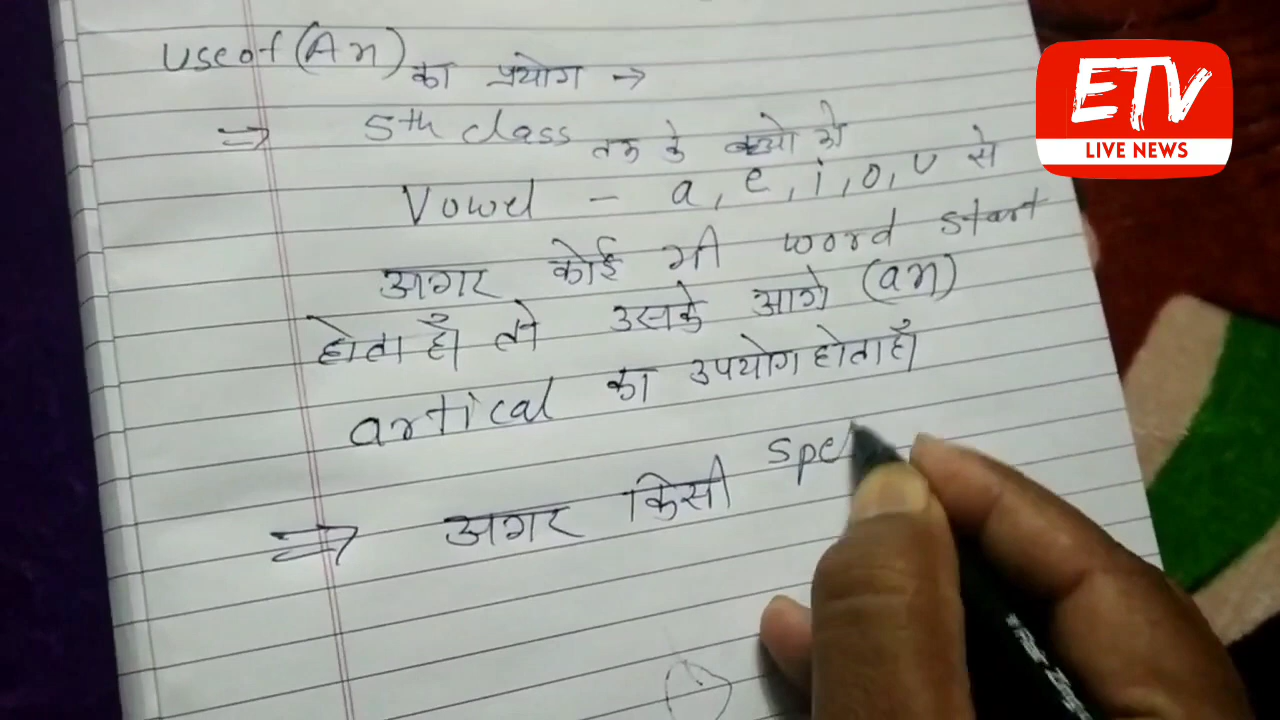 Use of (An) का प्रयोग →
⇒ 5th class तक के बच्चो को
Vowel - a, e, i, o, u से
अगर कोई भी word start
होता है तो उसके आगे (an)
artical का उपयोग होता है
⇒ अगर किसी spel
ETV
LIVE NEWS